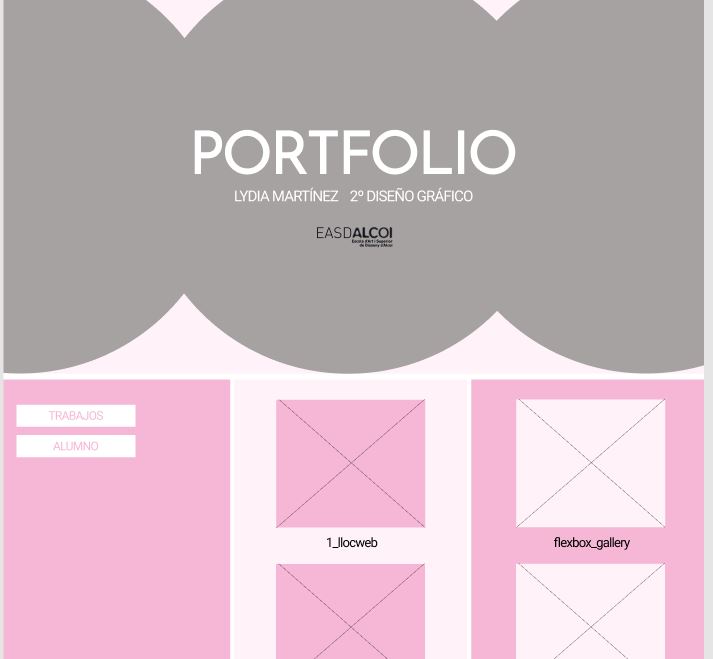 PORTFOLIO
LYDIA MARTÍNEZ 2º DISEÑO GRÁFICO
EASDALCOI
Escola d'Art i Superior
de Disseny d'Alcoi
TRABAJOS
ALUMNO
1_llocweb
flexbox_gallery